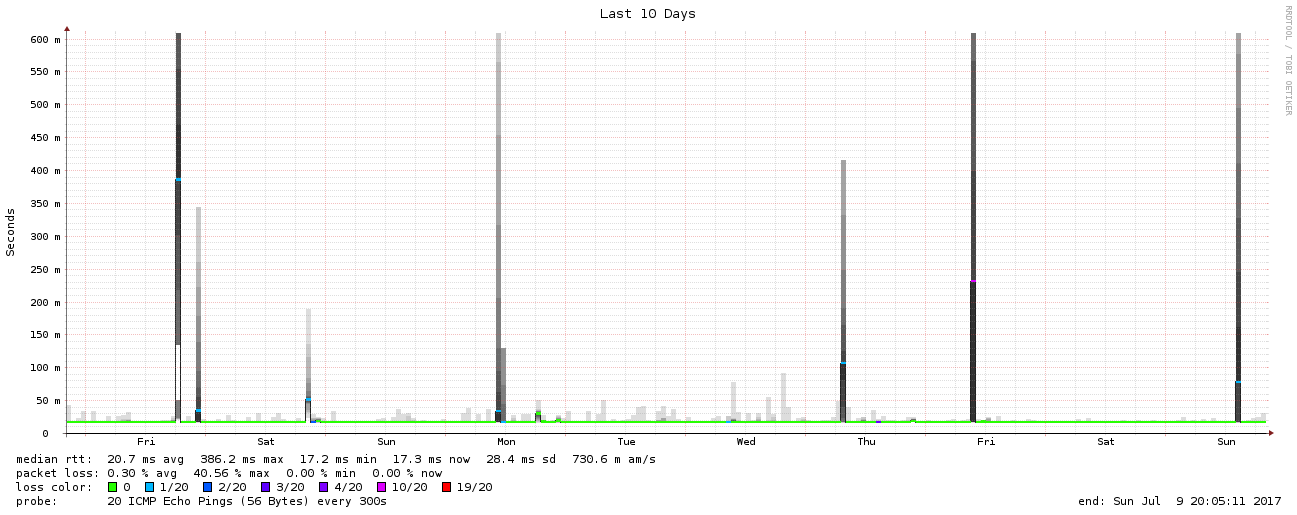 Last 10 Days
RRDTOOL / TOBI OETIKER
Seconds
600 m
550 m
500 m
450 m
400 m
350 m
300 m
250 m
200 m
150 m
100 m
50 m
0
Fri Sat Sun Mon Tue Wed Thu Fri Sat Sun
median rtt: 20.7 ms avg 386.2 ms max 17.2 ms min 17.3 ms now 28.4 ms sd 730.6 m am/s
packet loss: 0.30 % avg 40.56 % max 0.00 % min 0.00 % now
loss color: 0 1/20 2/20 3/20 4/20 10/20 19/20
probe: 20 ICMP Echo Pings (56 Bytes) every 300s end: Sun Jul 9 20:05:11 2017